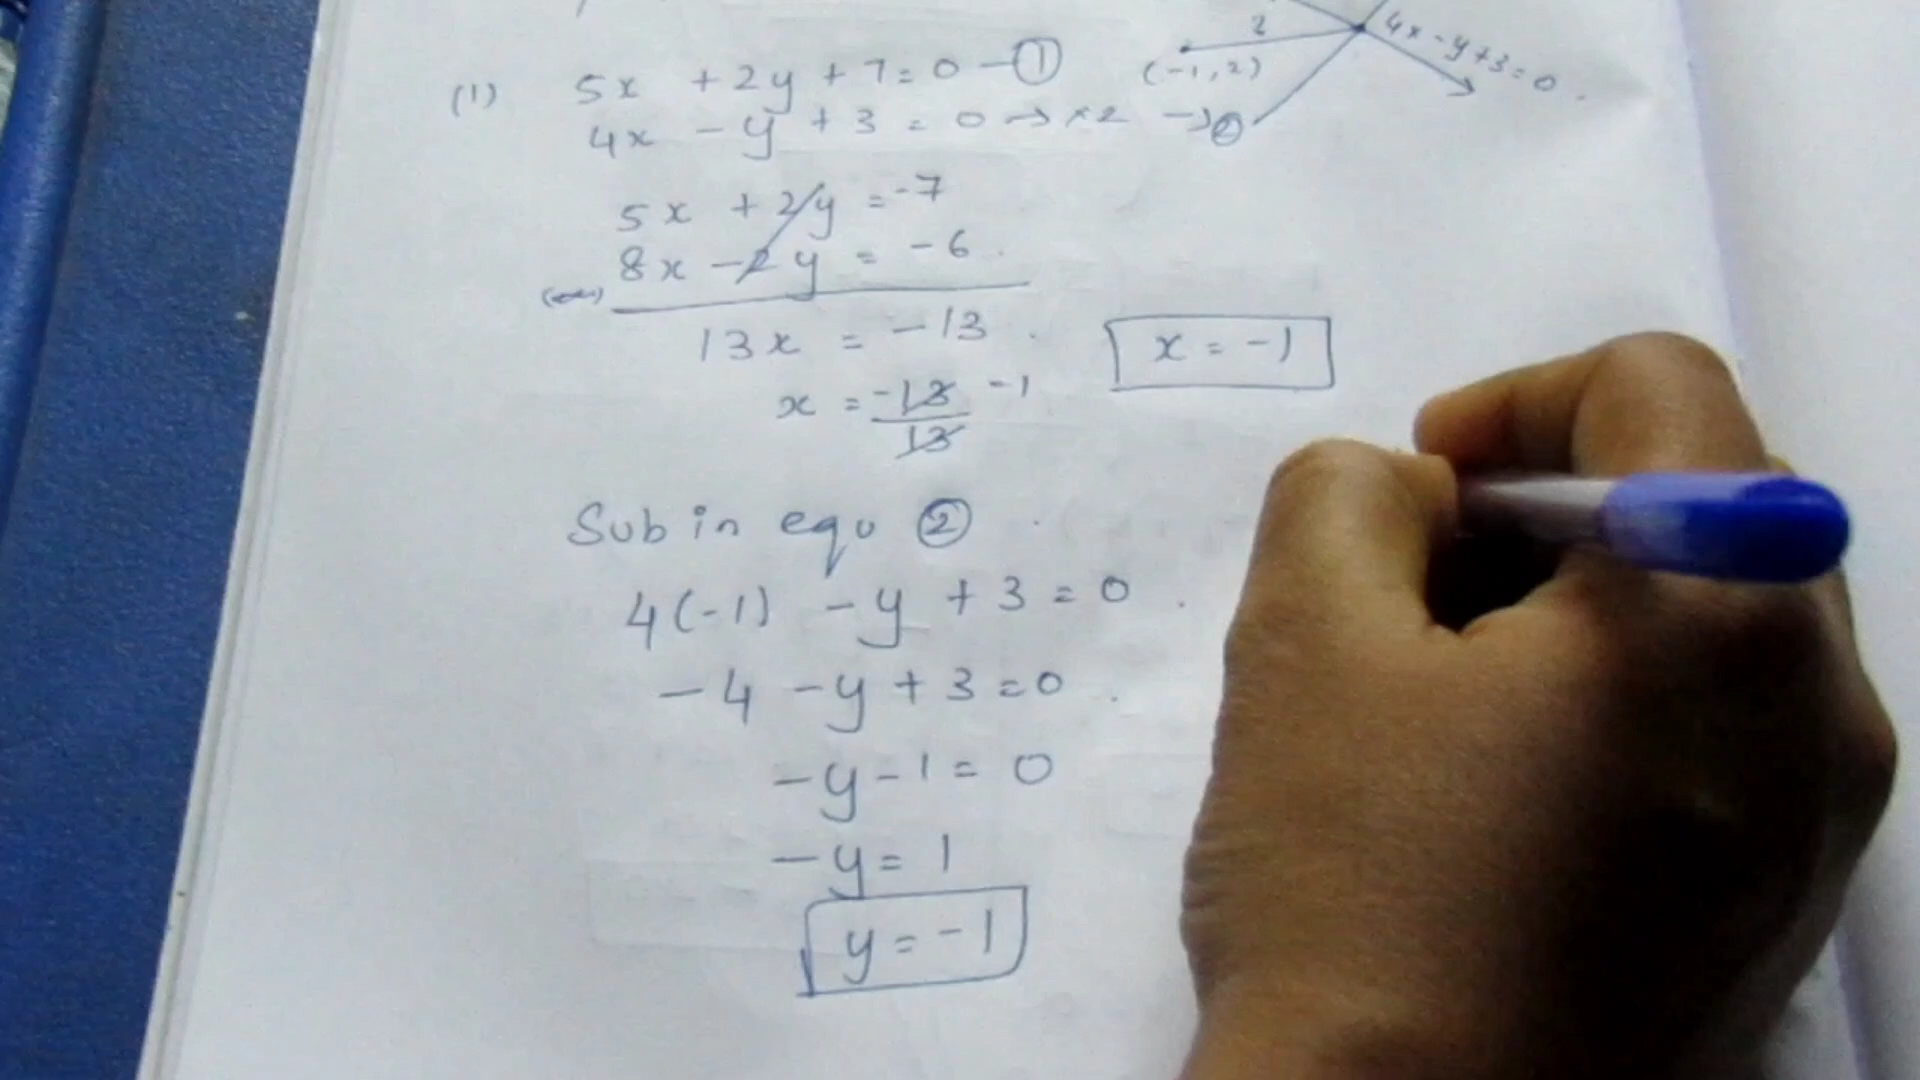 2
4x - y + 3 = 0 .
(-1, 2)
(1) 5x + 2y + 7 = 0 - ①
4x - y + 3 = 0 → × 2 → ②
5x + 2y = -7
8x - 2y = -6 .
13x = -13 .
x = -13/13 -1
x = -1
Sub in equ ② .
4(-1) - y + 3 = 0 .
-4 - y + 3 = 0 .
-y - 1 = 0
-y = 1
y = -1